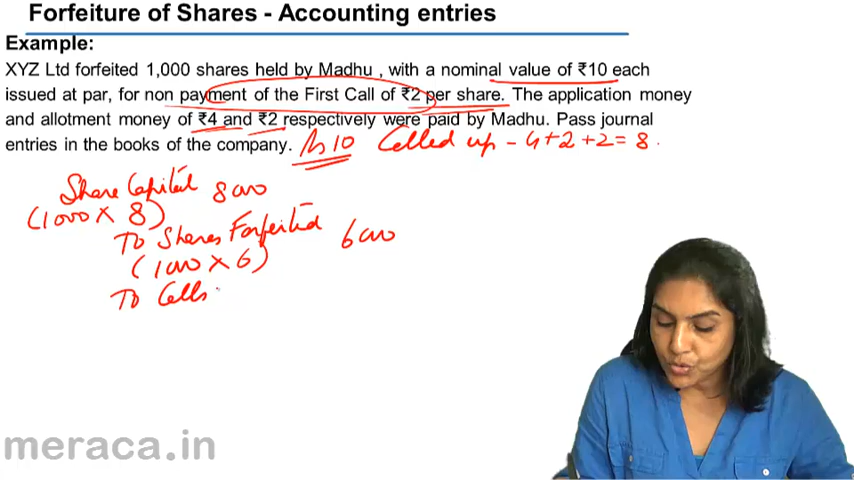 Forfeiture of Shares - Accounting entries
Example:
XYZ Ltd forfeited 1,000 shares held by Madhu , with a nominal value of ₹10 each
issued at par, for non payment of the First Call of ₹2 per share. The application money
and allotment money of ₹4 and ₹2 respectively were paid by Madhu. Pass journal
entries in the books of the company. Rs 10 Called up - 4+2+2=8.
Share Capital 8000
(1000 X 8)
To Shares Forfeited 6000
(1000 X 6)
To Calls
meraca.in